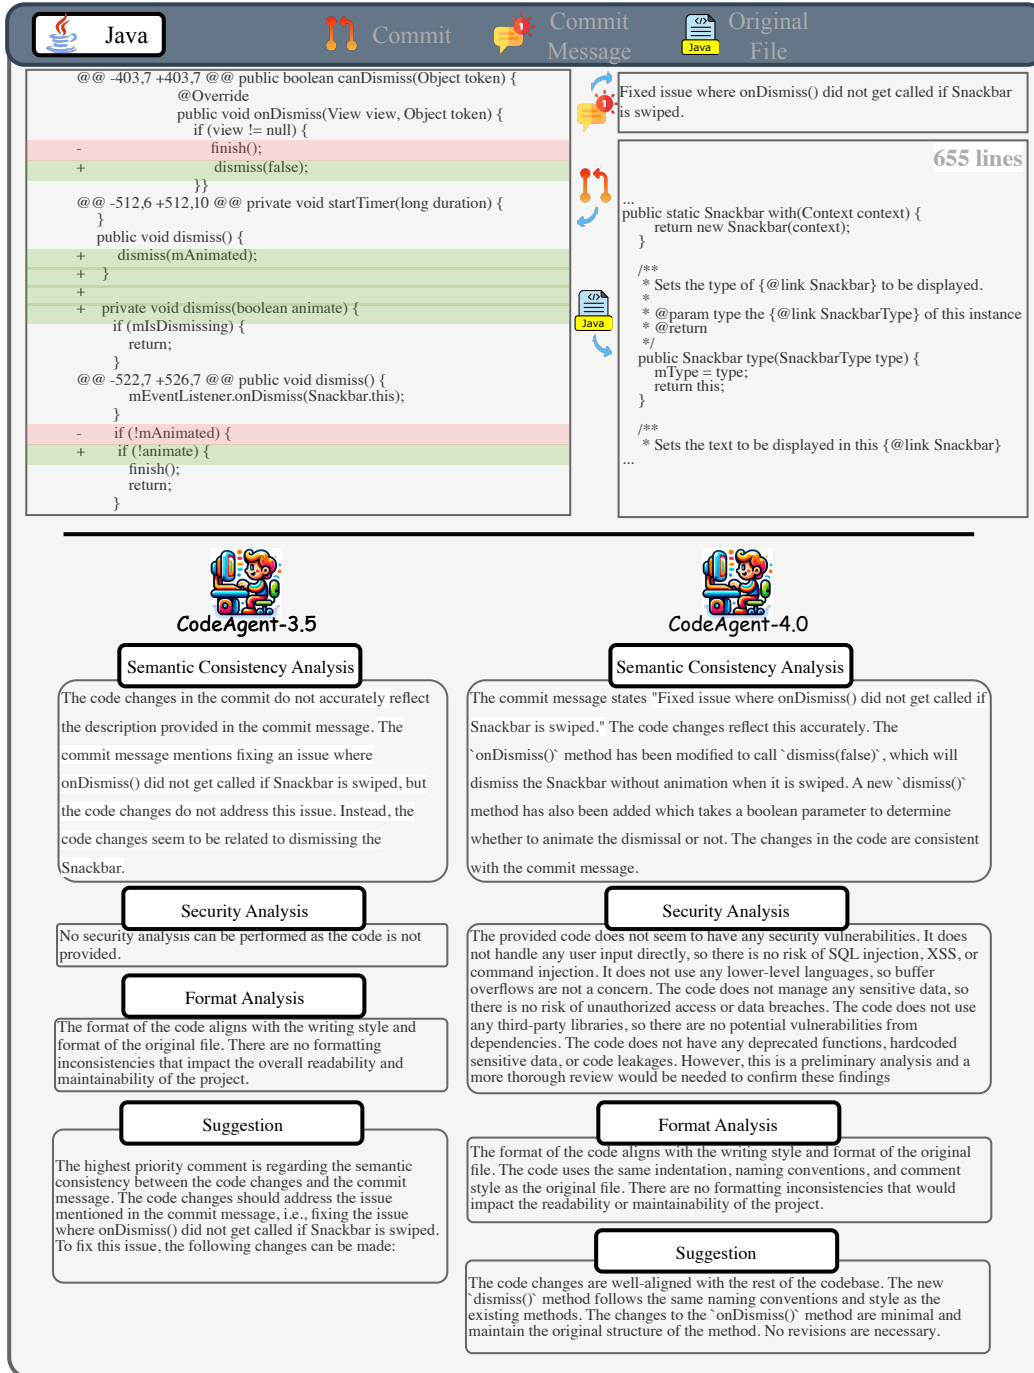 Java
Commit
Commit
Message
Original
File
Java
@@ -403,7 +403,7 @@ public boolean canDismiss(Object token) {
@Override
public void onDismiss(View view, Object token) {
if (view != null) {
- finish();
+ dismiss(false);
}}
@@ -512,6 +512,10 @@ private void startTimer(long duration) {
}
public void dismiss() {
+ dismiss(mAnimated);
+ }
+
+ private void dismiss(boolean animate) {
if (mIsDismissing) {
return;
}
@@ -522,7 +526,7 @@ public void dismiss() {
mEventListener.onDismiss(Snackbar.this);
}
- if (!mAnimated) {
+ if (!animate) {
finish();
return;
}
1
Java
1
Fixed issue where onDismiss() did not get called if Snackbar
is swiped.
655 lines
...
public static Snackbar with(Context context) {
return new Snackbar(context);
}
/**
* Sets the type of {@link Snackbar} to be displayed.
*
* @param type the {@link SnackbarType} of this instance
* @return
*/
public Snackbar type(SnackbarType type) {
mType = type;
return this;
}
/**
* Sets the text to be displayed in this {@link Snackbar}
...
CodeAgent-3.5
Semantic Consistency Analysis
The code changes in the commit do not accurately reflect
the description provided in the commit message. The
commit message mentions fixing an issue where
onDismiss() did not get called if Snackbar is swiped, but
the code changes do not address this issue. Instead, the
code changes seem to be related to dismissing the
Snackbar.
Security Analysis
No security analysis can be performed as the code is not
provided.
Format Analysis
The format of the code aligns with the writing style and
format of the original file. There are no formatting
inconsistencies that impact the overall readability and
maintainability of the project.
Suggestion
The highest priority comment is regarding the semantic
consistency between the code changes and the commit
message. The code changes should address the issue
mentioned in the commit message, i.e., fixing the issue
where onDismiss() did not get called if Snackbar is swiped.
To fix this issue, the following changes can be made:
CodeAgent-4.0
Semantic Consistency Analysis
The commit message states "Fixed issue where onDismiss() did not get called if
Snackbar is swiped." The code changes reflect this accurately. The
`onDismiss()` method has been modified to call `dismiss(false)`, which will
dismiss the Snackbar without animation when it is swiped. A new `dismiss()`
method has also been added which takes a boolean parameter to determine
whether to animate the dismissal or not. The changes in the code are consistent
with the commit message.
Security Analysis
The provided code does not seem to have any security vulnerabilities. It does
not handle any user input directly, so there is no risk of SQL injection, XSS, or
command injection. It does not use any lower-level languages, so buffer
overflows are not a concern. The code does not manage any sensitive data, so
there is no risk of unauthorized access or data breaches. The code does not use
any third-party libraries, so there are no potential vulnerabilities from
dependencies. The code does not have any deprecated functions, hardcoded
sensitive data, or code leakages. However, this is a preliminary analysis and a
more thorough review would be needed to confirm these findings
Format Analysis
The format of the code aligns with the writing style and format of the original
file. The code uses the same indentation, naming conventions, and comment
style as the original file. There are no formatting inconsistencies that would
impact the readability or maintainability of the project.
Suggestion
The code changes are well-aligned with the rest of the codebase. The new
`dismiss()` method follows the same naming conventions and style as the
existing methods. The changes to the `onDismiss()` method are minimal and
maintain the original structure of the method. No revisions are necessary.